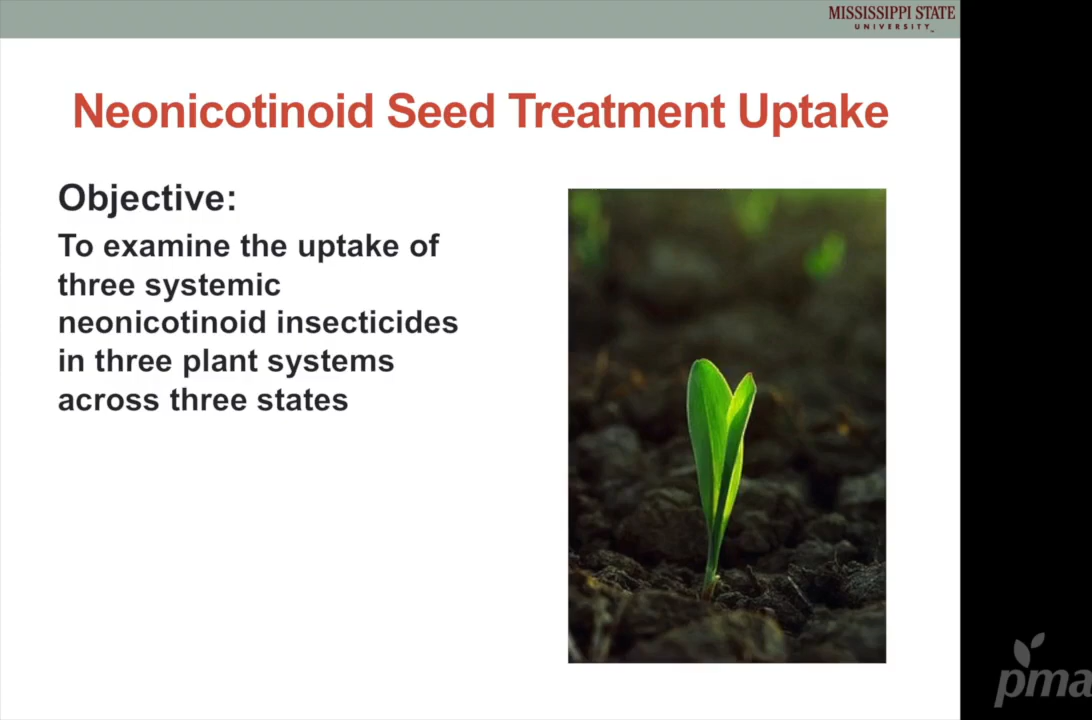 MISSISSIPPI STATE
UNIVERSITY™
Neonicotinoid Seed Treatment Uptake
Objective:
To examine the uptake of
three systemic
neonicotinoid insecticides
in three plant systems
across three states
pma